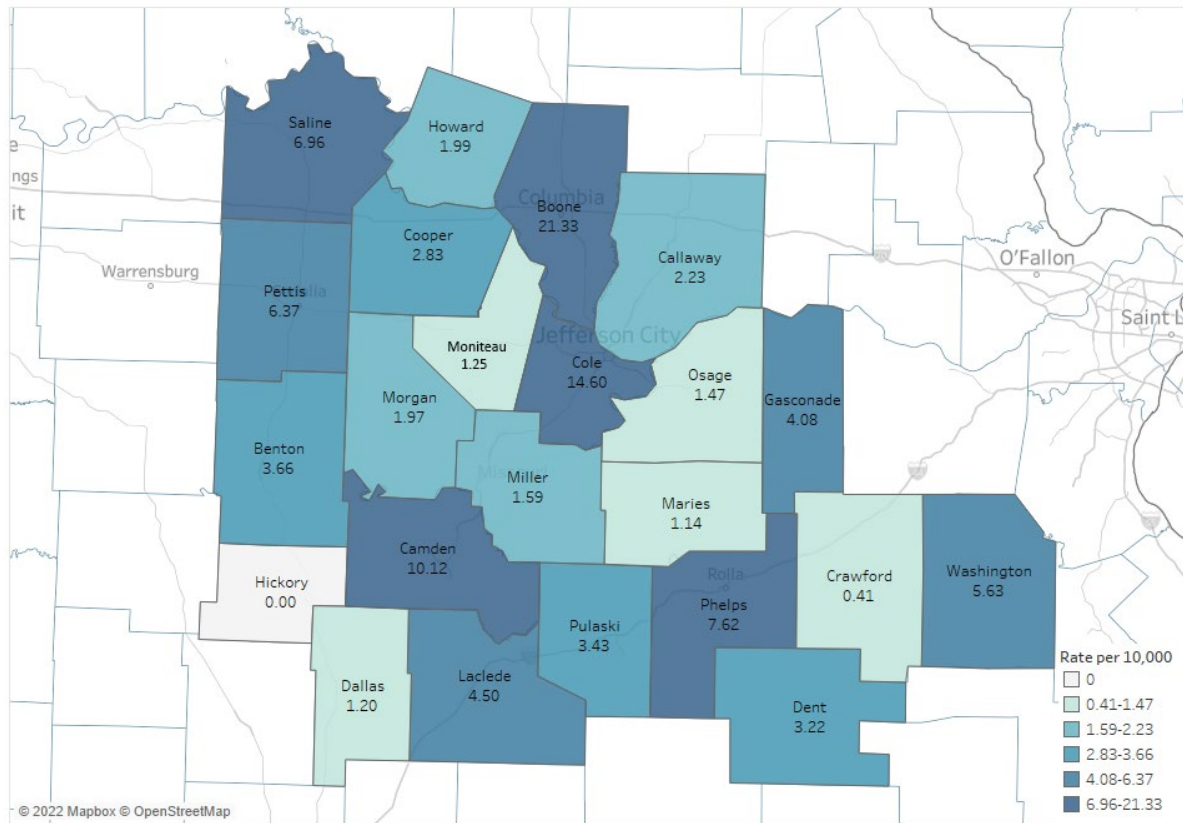 Saline
6.96
Howard
1.99
Columbia
Boone
21.33
ings
it
Cooper
2.83
Callaway
2.23
O'Fallon
Warrensburg
Pettis
6.37
Saint L
Moniteau
1.25
Jefferson City
Cole
14.60
Osage
1.47
Gasconade
4.08
Morgan
1.97
Benton
3.66
Miller
1.59
Maries
1.14
Camden
10.12
Hickory
0.00
Rolla
Phelps
7.62
Crawford
0.41
Washington
5.63
Pulaski
3.43
Dallas
1.20
Laclede
4.50
Dent
3.22
Rate per 10,000
0
0.41-1.47
1.59-2.23
2.83-3.66
4.08-6.37
6.96-21.33
© 2022 Mapbox © OpenStreetMap